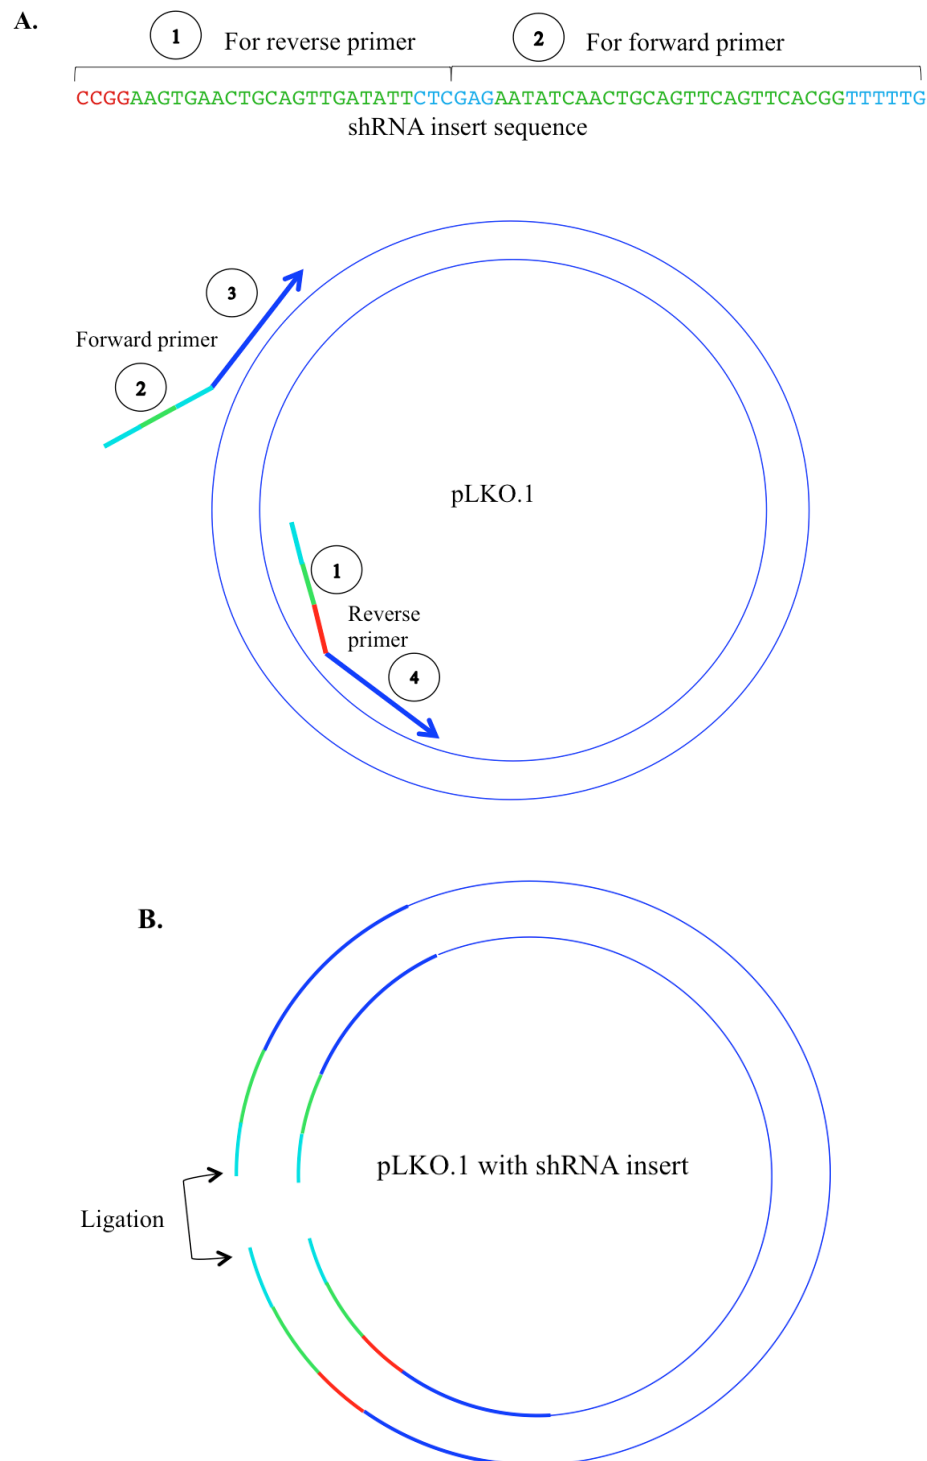 A.
1 For reverse primer 2 For forward primer
CCGGAAGTGAACTGCAGTTGATATTCTCGAGAATATCAACTGCAGTTCAGTTCACGGTTTTTG
shRNA insert sequence
3
Forward primer
2
pLKO.1
1
Reverse
primer
4
B.
pLKO.1 with shRNA insert
Ligation